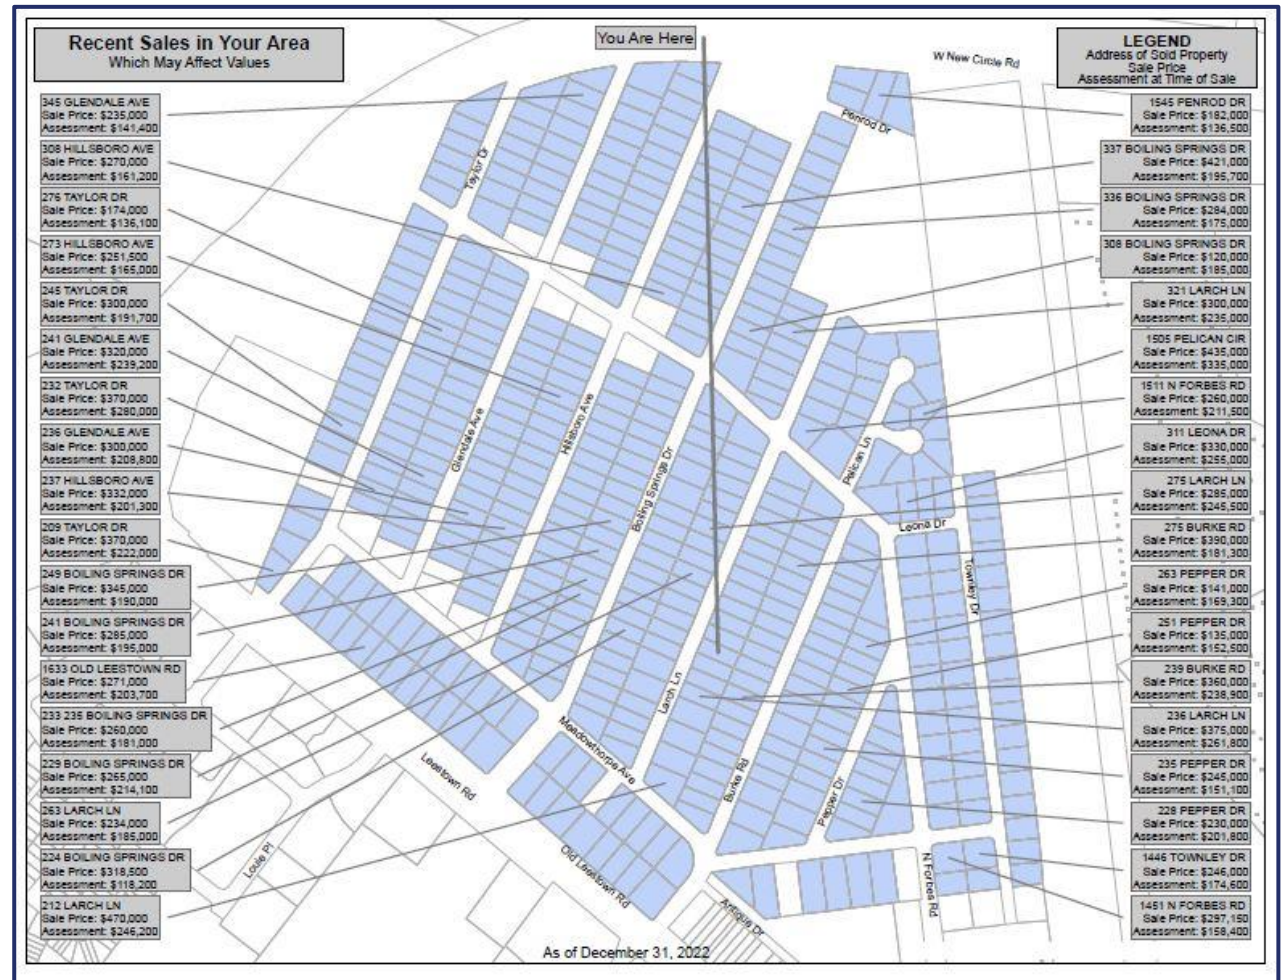 Recent Sales in Your Area
Which May Affect Values
You Are Here
LEGEND
Address of Sold Property
Sale Price
Assessment at Time of Sale
345 GLENDALE AVE
Sale Price: $235,000
Assessment: $141,400
308 HILLSBORO AVE
Sale Price: $270,000
Assessment: $161,200
276 TAYLOR DR
Sale Price: $174,000
Assessment: $136,100
273 HILLSBORO AVE
Sale Price: $251,500
Assessment: $165,000
245 TAYLOR DR
Sale Price: $300,000
Assessment: $191,700
241 GLENDALE AVE
Sale Price: $320,000
Assessment: $239,200
232 TAYLOR DR
Sale Price: $370,000
Assessment: $280,000
236 GLENDALE AVE
Sale Price: $300,000
Assessment: $208,800
237 HILLSBORO AVE
Sale Price: $332,000
Assessment: $201,300
209 TAYLOR DR
Sale Price: $370,000
Assessment: $222,000
249 BOILING SPRINGS DR
Sale Price: $345,000
Assessment: $190,000
241 BOILING SPRINGS DR
Sale Price: $285,000
Assessment: $195,000
1633 OLD LEESTOWN RD
Sale Price: $271,000
Assessment: $203,700
233 235 BOILING SPRINGS DR
Sale Price: $260,000
Assessment: $181,000
229 BOILING SPRINGS DR
Sale Price: $265,000
Assessment: $214,100
263 LARCH LN
Sale Price: $234,000
Assessment: $185,000
224 BOILING SPRINGS DR
Sale Price: $318,500
Assessment: $118,200
212 LARCH LN
Sale Price: $470,000
Assessment: $246,200
W New Circle Rd
Penrod Dr
Taylor Dr
Glendale Ave
Hillsboro Ave
Boiling Springs Dr
Pelican Ln
Leona Dr
Townley Dr
Larch Ln
Meadowthorpe Ave
Burke Rd
Pepper Dr
Leestown Rd
Old Leestown Rd
Louie Pl
Antique Dr
N Forbes Rd
1545 PENROD DR
Sale Price: $182,000
Assessment: $136,500
337 BOILING SPRINGS DR
Sale Price: $421,000
Assessment: $195,700
336 BOILING SPRINGS DR
Sale Price: $284,000
Assessment: $175,000
308 BOILING SPRINGS DR
Sale Price: $120,000
Assessment: $185,000
321 LARCH LN
Sale Price: $300,000
Assessment: $235,000
1505 PELICAN CIR
Sale Price: $435,000
Assessment: $335,000
1511 N FORBES RD
Sale Price: $260,000
Assessment: $211,500
311 LEONA DR
Sale Price: $330,000
Assessment: $255,000
275 LARCH LN
Sale Price: $285,000
Assessment: $245,500
275 BURKE RD
Sale Price: $390,000
Assessment: $181,300
263 PEPPER DR
Sale Price: $141,000
Assessment: $169,300
251 PEPPER DR
Sale Price: $135,000
Assessment: $152,500
239 BURKE RD
Sale Price: $360,000
Assessment: $238,900
236 LARCH LN
Sale Price: $375,000
Assessment: $261,800
235 PEPPER DR
Sale Price: $245,000
Assessment: $151,100
228 PEPPER DR
Sale Price: $230,000
Assessment: $201,800
1446 TOWNLEY DR
Sale Price: $246,000
Assessment: $174,600
1451 N FORBES RD
Sale Price: $297,150
Assessment: $158,400
As of December 31, 2022